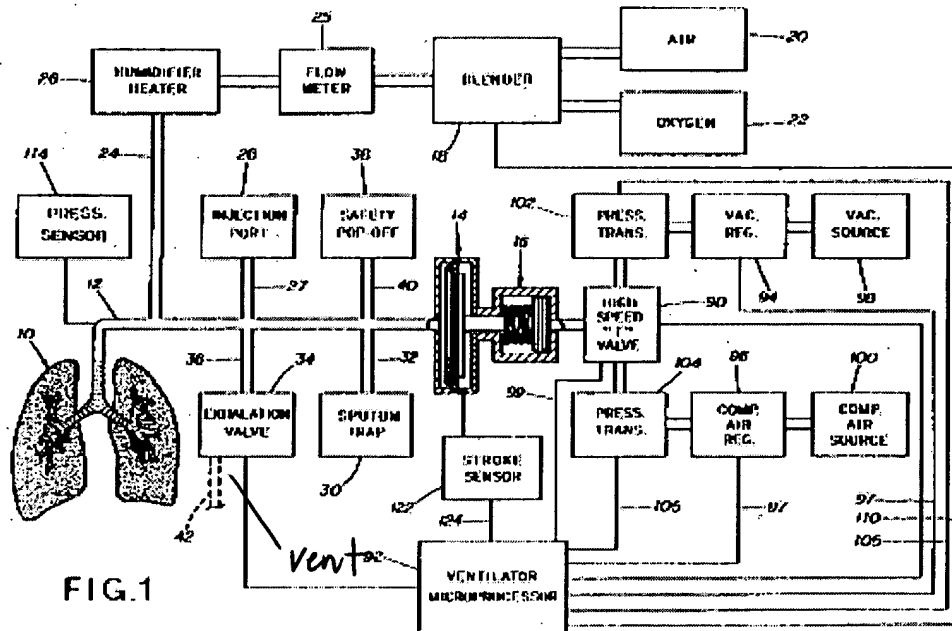 25
AIR
20
26
HUMIDIFIER
HEATER
FLOW
METER
BLENDER
OXYGEN
22
18
114
24
28
38
PRESS.
SENSOR
INJECTION
PORT
SAFETY
POP-OFF
14
16
102
PRESS.
TRANS.
VAC.
REG.
VAC.
SOURCE
12
27
40
94
98
10
HIGH
SPEED
VALVE
90
36
34
32
104
96
100
99
EXHALATION
VALVE
SPUTUM
TRAP
PRESS.
TRANS.
COMP.
AIR
REG.
COMP.
AIR
SOURCE
STROKE
SENSOR
30
122
42
124
106
97
97
110
105
vent
92
VENTILATOR
MICROPROCESSOR
FIG.1